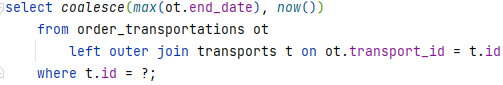 select coalesce(max(ot.end_date), now())
from order_transportations ot
left outer join transports t on ot.transport_id = t.id
where t.id = ?;